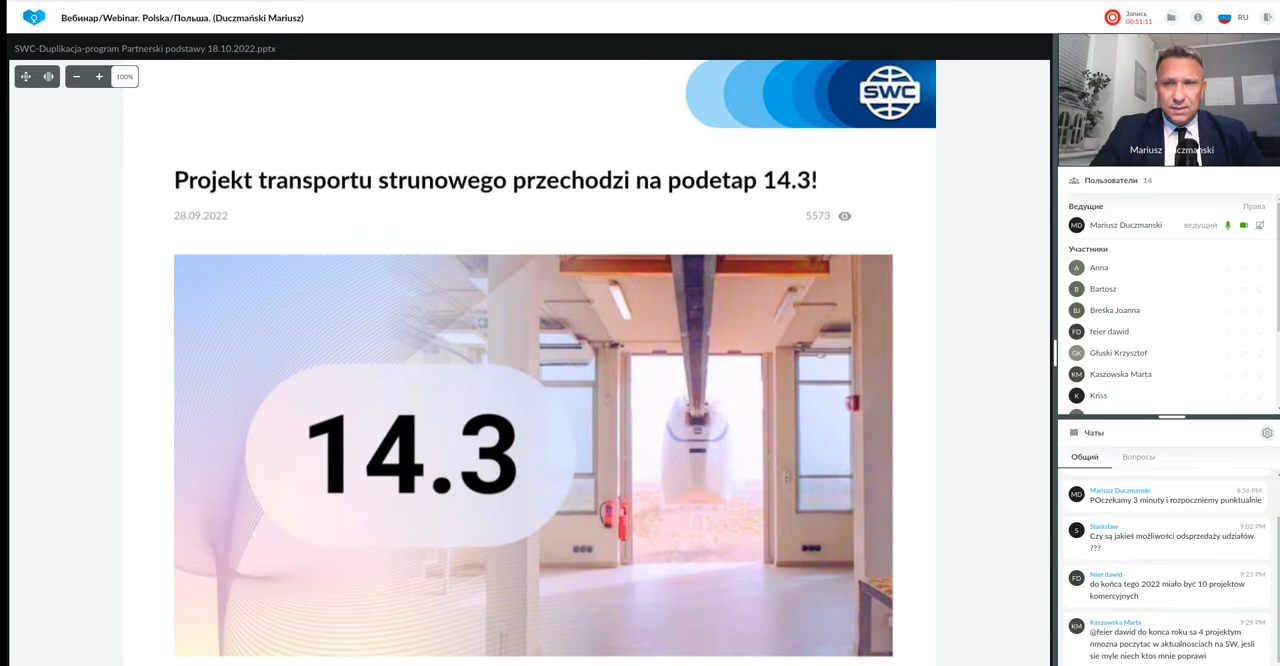 Вебинар/Webinar. Polska/Польша. (Duczmański Mariusz)
Запись
00:51:11
RU
SWC-Duplikacja-program Partnerski podstawy 18.10.2022.pptx
100%
SWC
Projekt transportu strunowego przechodzi na podetap 14.3!
28.09.2022
5573
14.3
Mariusz Duczmanski
Пользователи 14
Ведущие
Права
MD
Mariusz Duczmanski
ведущий
Участники
A
Anna
B
Bartosz
BJ
Breśka Joanna
FD
feier dawid
GK
Głuski Krzysztof
KM
Kaszowska Marta
K
Kriss
Чаты
Общий
Вопросы
MD
Mariusz Duczmanski
8:56 PM
POczekamy 3 minuty i rozpoczniemy punktualnie
S
Stanisław
9:02 PM
Czy są jakieś możliwości odsprzedaży udziałów
???
FD
feier dawid
9:23 PM
do końca tego 2022 miało być 10 projektów
komercyjnych
KM
Kaszowska Marta
9:29 PM
@feier dawid do konca roku sa 4 projektym
nmozna poczytac w aktualnosciach na SW, jesli
sie myle niech ktos mnie poprawi